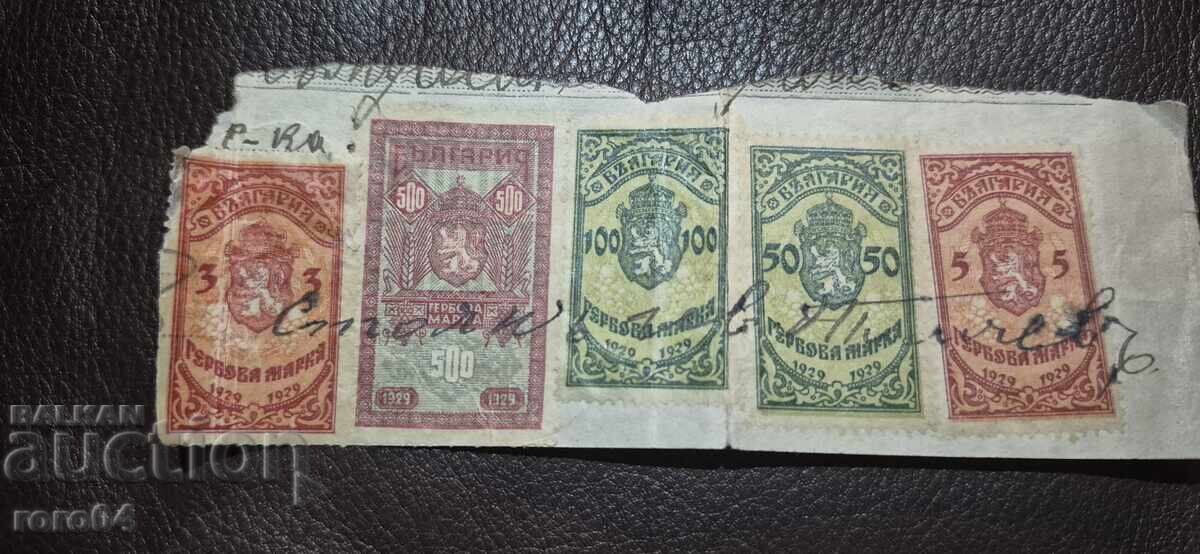 Р-ка
БЪЛГАРИЯ
3 3
ГЕРБОВА МАРКА
1929 1929
БЪЛГАРИЯ
500 500
ГЕРБОВА
МАРКА
500
1929 1929
БЪЛГАРИЯ
100 100
ГЕРБОВА МАРКА
1929 1929
БЪЛГАРИЯ
50 50
ГЕРБОВА МАРКА
1929 1929
БЪЛГАРИЯ
5 5
ГЕРБОВА МАРКА
1929 1929
BALKAN
auction
roro64